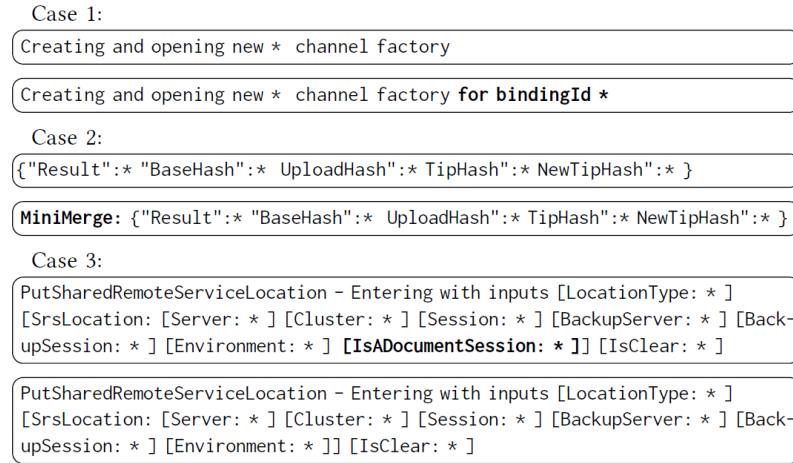 Case 1:
Creating and opening new * channel factory
Creating and opening new * channel factory for bindingId *
Case 2:
{"Result":* "BaseHash":* UploadHash":* TipHash":* NewTipHash":* }
MiniMerge: {"Result":* "BaseHash":* UploadHash":* TipHash":* NewTipHash":* }
Case 3:
PutSharedRemoteServiceLocation – Entering with inputs [LocationType: * ]
[SrsLocation: [Server: * ] [Cluster: * ] [Session: * ] [BackupServer: * ] [Back-
upSession: * ] [Environment: * ] [IsADocumentSession: * ]] [IsClear: * ]
PutSharedRemoteServiceLocation – Entering with inputs [LocationType: * ]
[SrsLocation: [Server: * ] [Cluster: * ] [Session: * ] [BackupServer: * ] [Back-
upSession: * ] [Environment: * ]] [IsClear: * ]